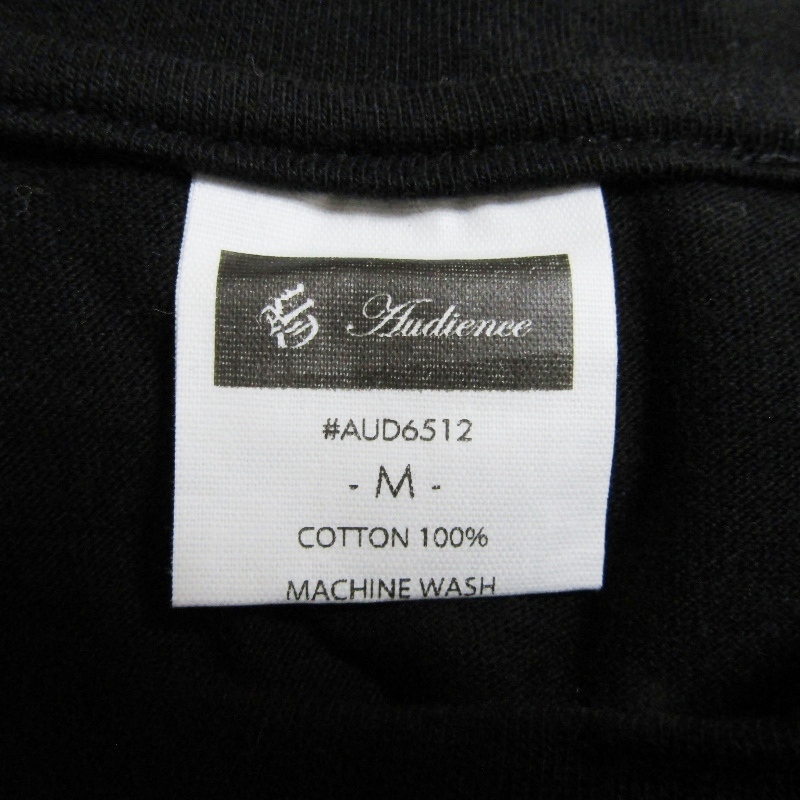 Audience
#AUD6512
- M -
COTTON 100%
MACHINE WASH